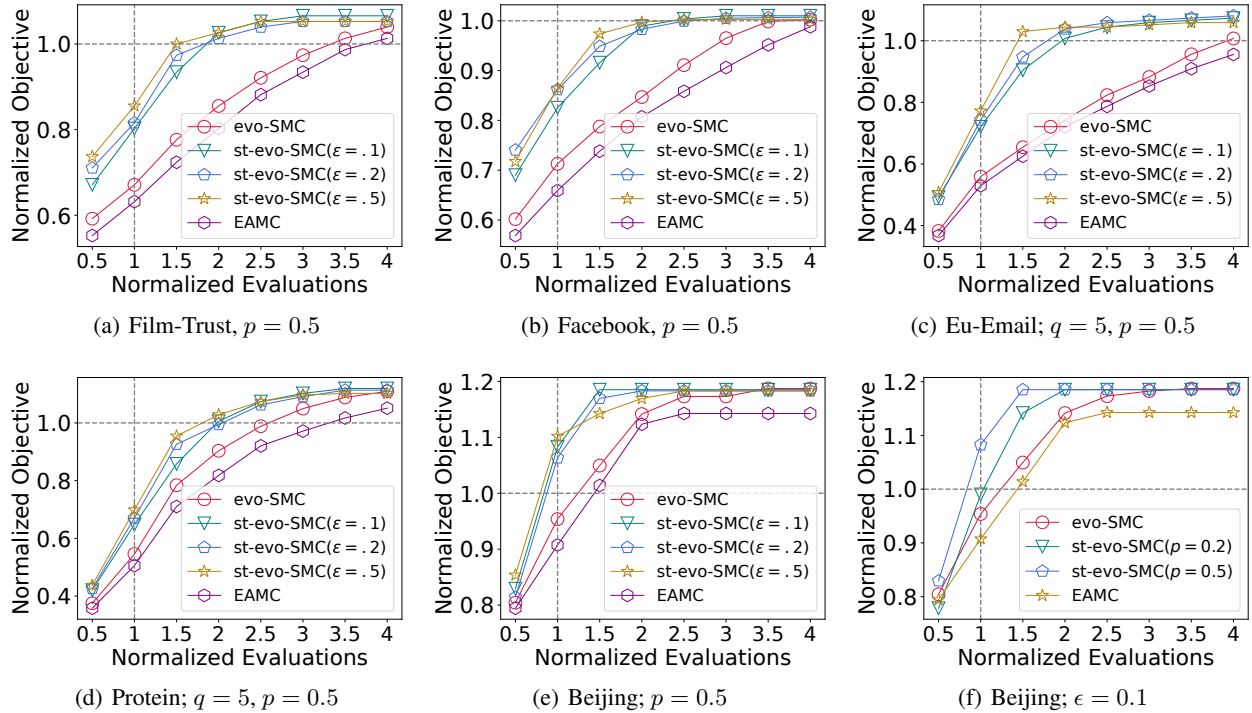 Normalized Objective
1.0
0.8
0.6
evo-SMC
st-evo-SMC(ε = . 1)
st-evo-SMC(ε = . 2)
st-evo-SMC(ε = . 5)
EAMC
0.5 1 1.5 2 2.5 3 3.5 4
Normalized Evaluations
(a) Film-Trust, p = 0.5
Normalized Objective
1.0
0.9
0.8
0.7
0.6
evo-SMC
st-evo-SMC(ε = . 1)
st-evo-SMC(ε = . 2)
st-evo-SMC(ε = . 5)
EAMC
0.5 1 1.5 2 2.5 3 3.5 4
Normalized Evaluations
(b) Facebook, p = 0.5
Normalized Objective
1.0
0.8
0.6
0.4
evo-SMC
st-evo-SMC(ε = . 1)
st-evo-SMC(ε = . 2)
st-evo-SMC(ε = . 5)
EAMC
0.5 1 1.5 2 2.5 3 3.5 4
Normalized Evaluations
(c) Eu-Email; q = 5, p = 0.5
Normalized Objective
1.0
0.8
0.6
0.4
evo-SMC
st-evo-SMC(ε = . 1)
st-evo-SMC(ε = . 2)
st-evo-SMC(ε = . 5)
EAMC
0.5 1 1.5 2 2.5 3 3.5 4
Normalized Evaluations
(d) Protein; q = 5, p = 0.5
Normalized Objective
1.2
1.1
1.0
0.9
0.8
evo-SMC
st-evo-SMC(ε = . 1)
st-evo-SMC(ε = . 2)
st-evo-SMC(ε = . 5)
EAMC
0.5 1 1.5 2 2.5 3 3.5 4
Normalized Evaluations
(e) Beijing; p = 0.5
Normalized Objective
1.2
1.1
1.0
0.9
0.8
evo-SMC
st-evo-SMC(p = 0.2)
st-evo-SMC(p = 0.5)
EAMC
0.5 1 1.5 2 2.5 3 3.5 4
Normalized Evaluations
(f) Beijing; ϵ = 0.1